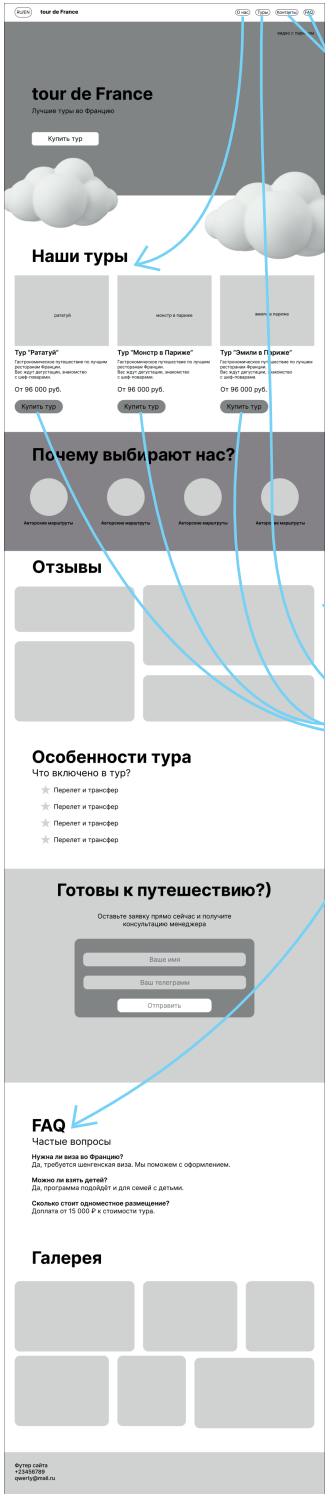 RU/EN tour de France О нас Туры Контакты FAQ
tour de France
Лучшие туры во Францию
Купить тур
Наши туры
рататуй монстр в париже
Тур "Рататуй" Тур "Монстр в Париже" Тур "Эмили в Париже"
Гастрономическое путешествие по лучшим Гастрономическое путешествие по лучшим Гастрономическое путешествие по лучшим
ресторанам Франции. ресторанам Франции. ресторанам Франции.
Вас ждут дегустации, знакомство Вас ждут дегустации, знакомство Вас ждут дегустации, знакомство
с шеф-поварами. с шеф-поварами. с шеф-поварами.
От 96 000 руб. От 96 000 руб. От 96 000 руб.
Купить тур Купить тур Купить тур
Почему выбирают нас?
Авторские маршруты Авторские маршруты Авторские маршруты Авторские маршруты
Отзывы
Особенности тура
Что включено в тур?
Перелет и трансфер
Перелет и трансфер
Перелет и трансфер
Перелет и трансфер
Готовы к путешествию?)
Оставьте заявку прямо сейчас и получите
консультацию менеджера
Ваше имя
Ваш телеграмм
Отправить
FAQ
Частые вопросы
Нужна ли виза во Францию?
Да, требуется шенгенская виза. Мы поможем с оформлением.
Можно ли взять детей?
Да, программа подойдёт и для семей с детьми.
Сколько стоит одноместное размещение?
Доплата от 15 000 ₽ к стоимости тура.
Галерея
Футер сайта
+23456789
qwerty@mail.ru